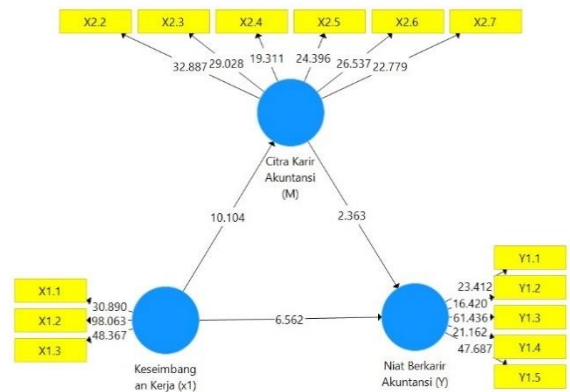 X2.2 X2.3 X2.4 X2.5 X2.6 X2.7
32.887 29.028 19.311 24.396 26.537 22.779
Citra Karir
Akuntansi
(M)
10.104
2.363
X1.1
X1.2
X1.3
30.890
98.063
48.367
6.562
23.412
16.420
61.436
21.162
47.687
Y1.1
Y1.2
Y1.3
Y1.4
Y1.5
Keseimbang
an Kerja (x1)
Niat Berkarir
Akuntansi (Y)